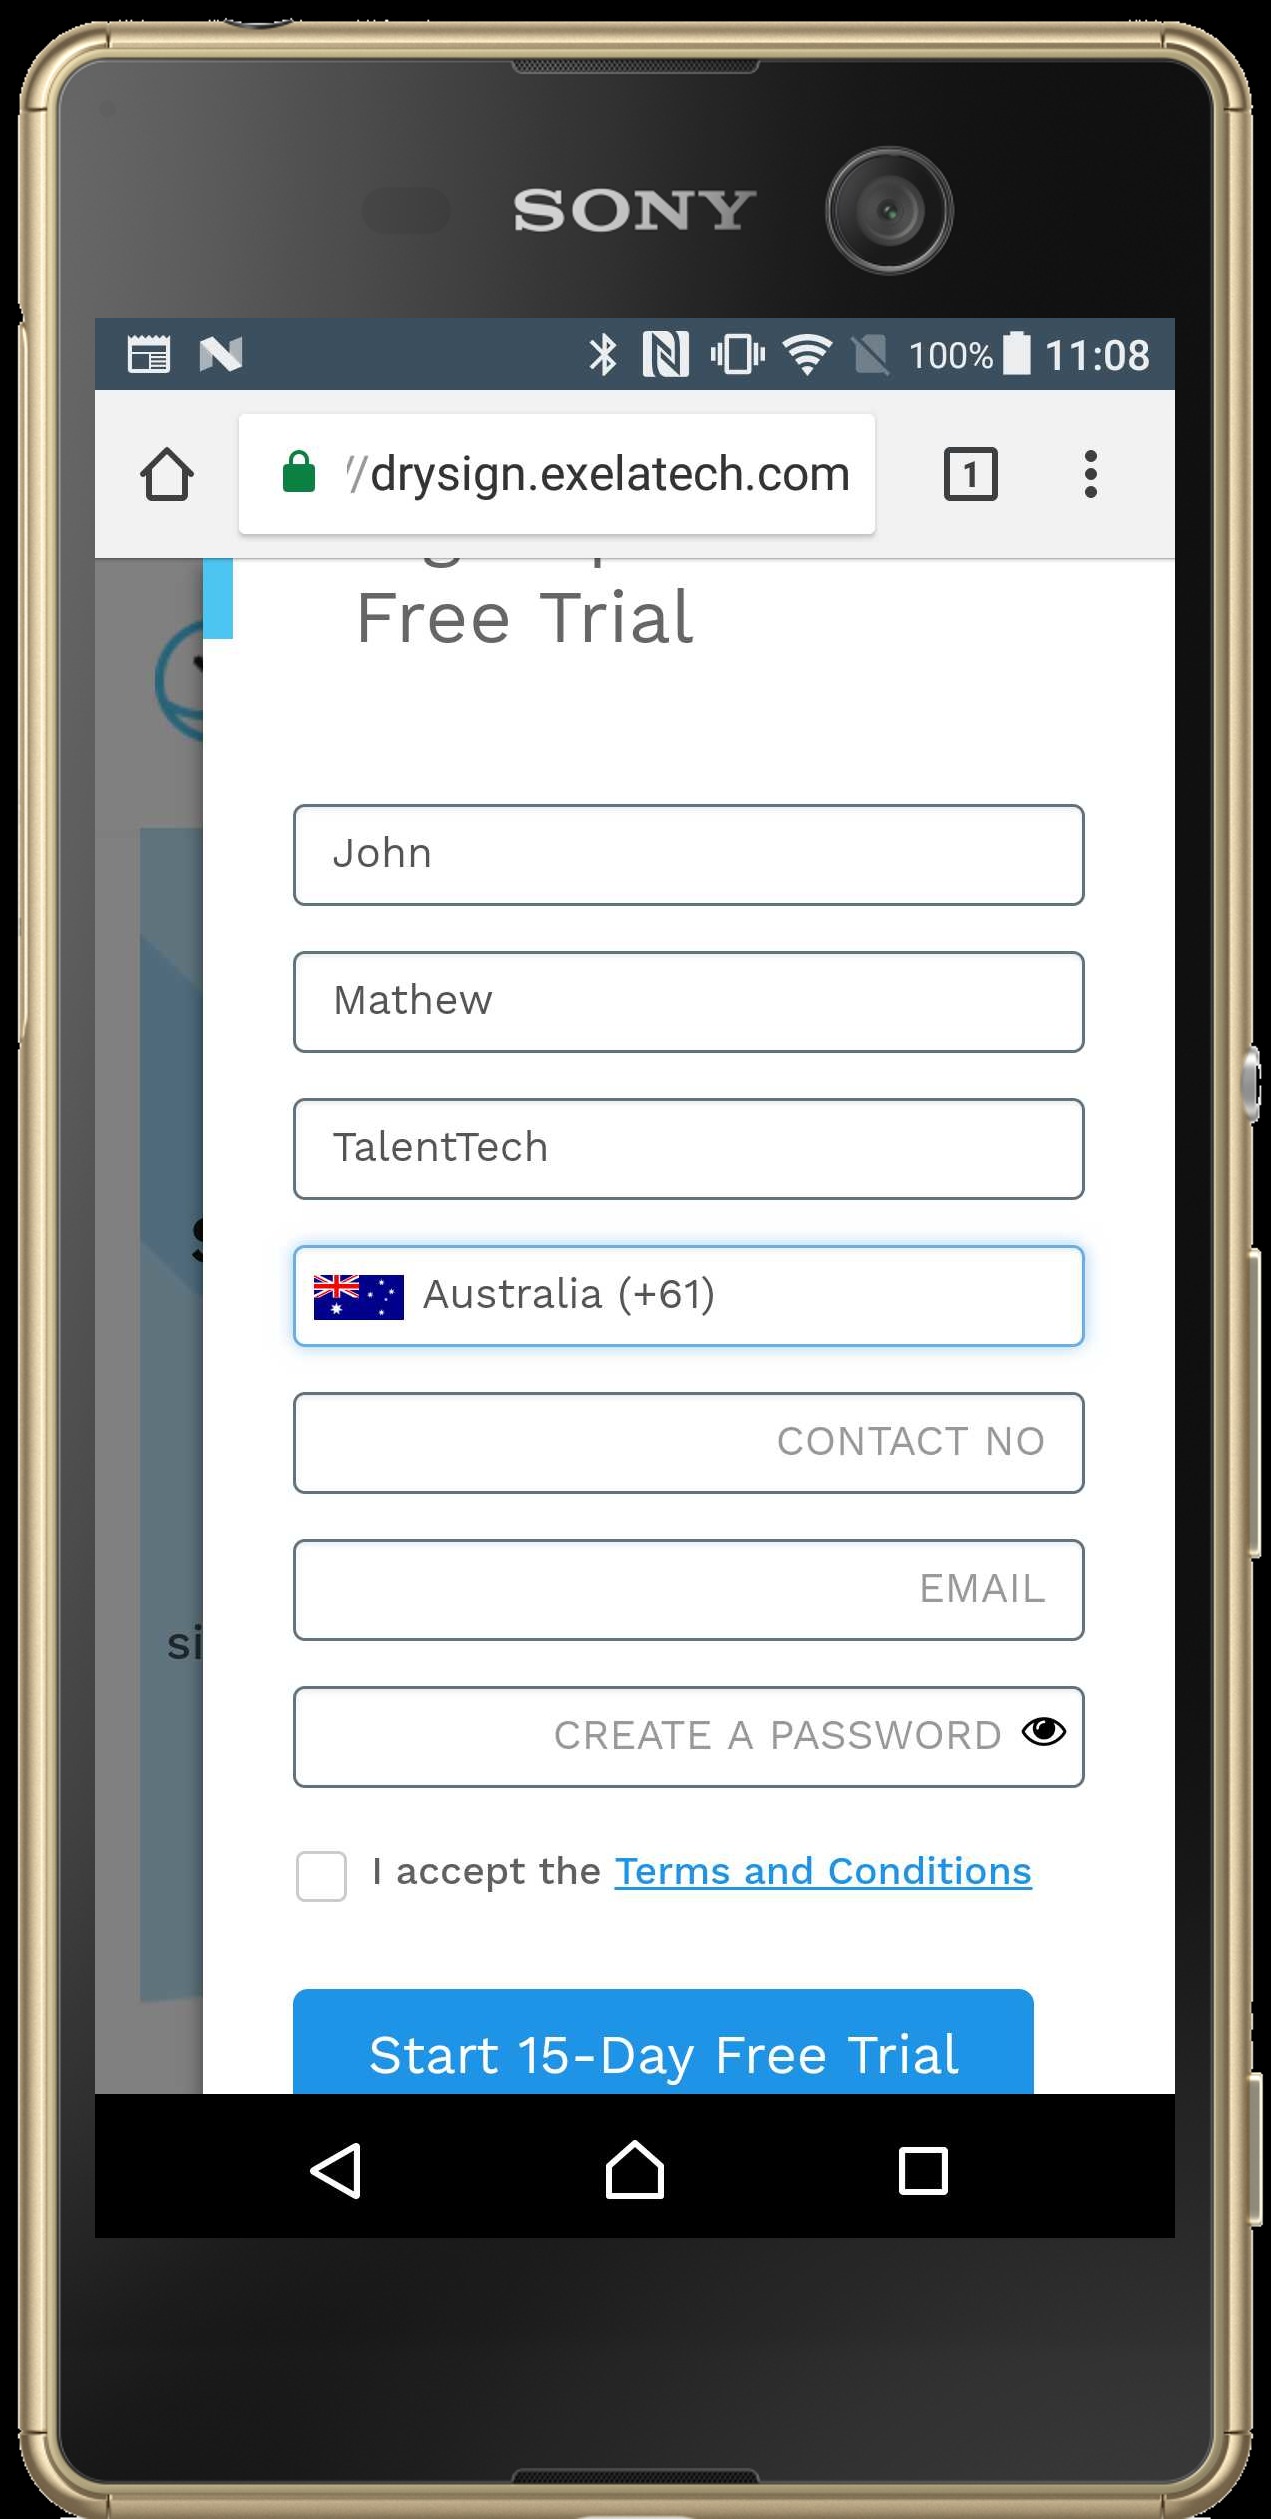 SONY
100% 11:08
//drysign.exelatech.com
1
Free Trial
John
Mathew
TalentTech
Australia (+61)
CONTACT NO
EMAIL
CREATE A PASSWORD
si
I accept the Terms and Conditions
Start 15-Day Free Trial